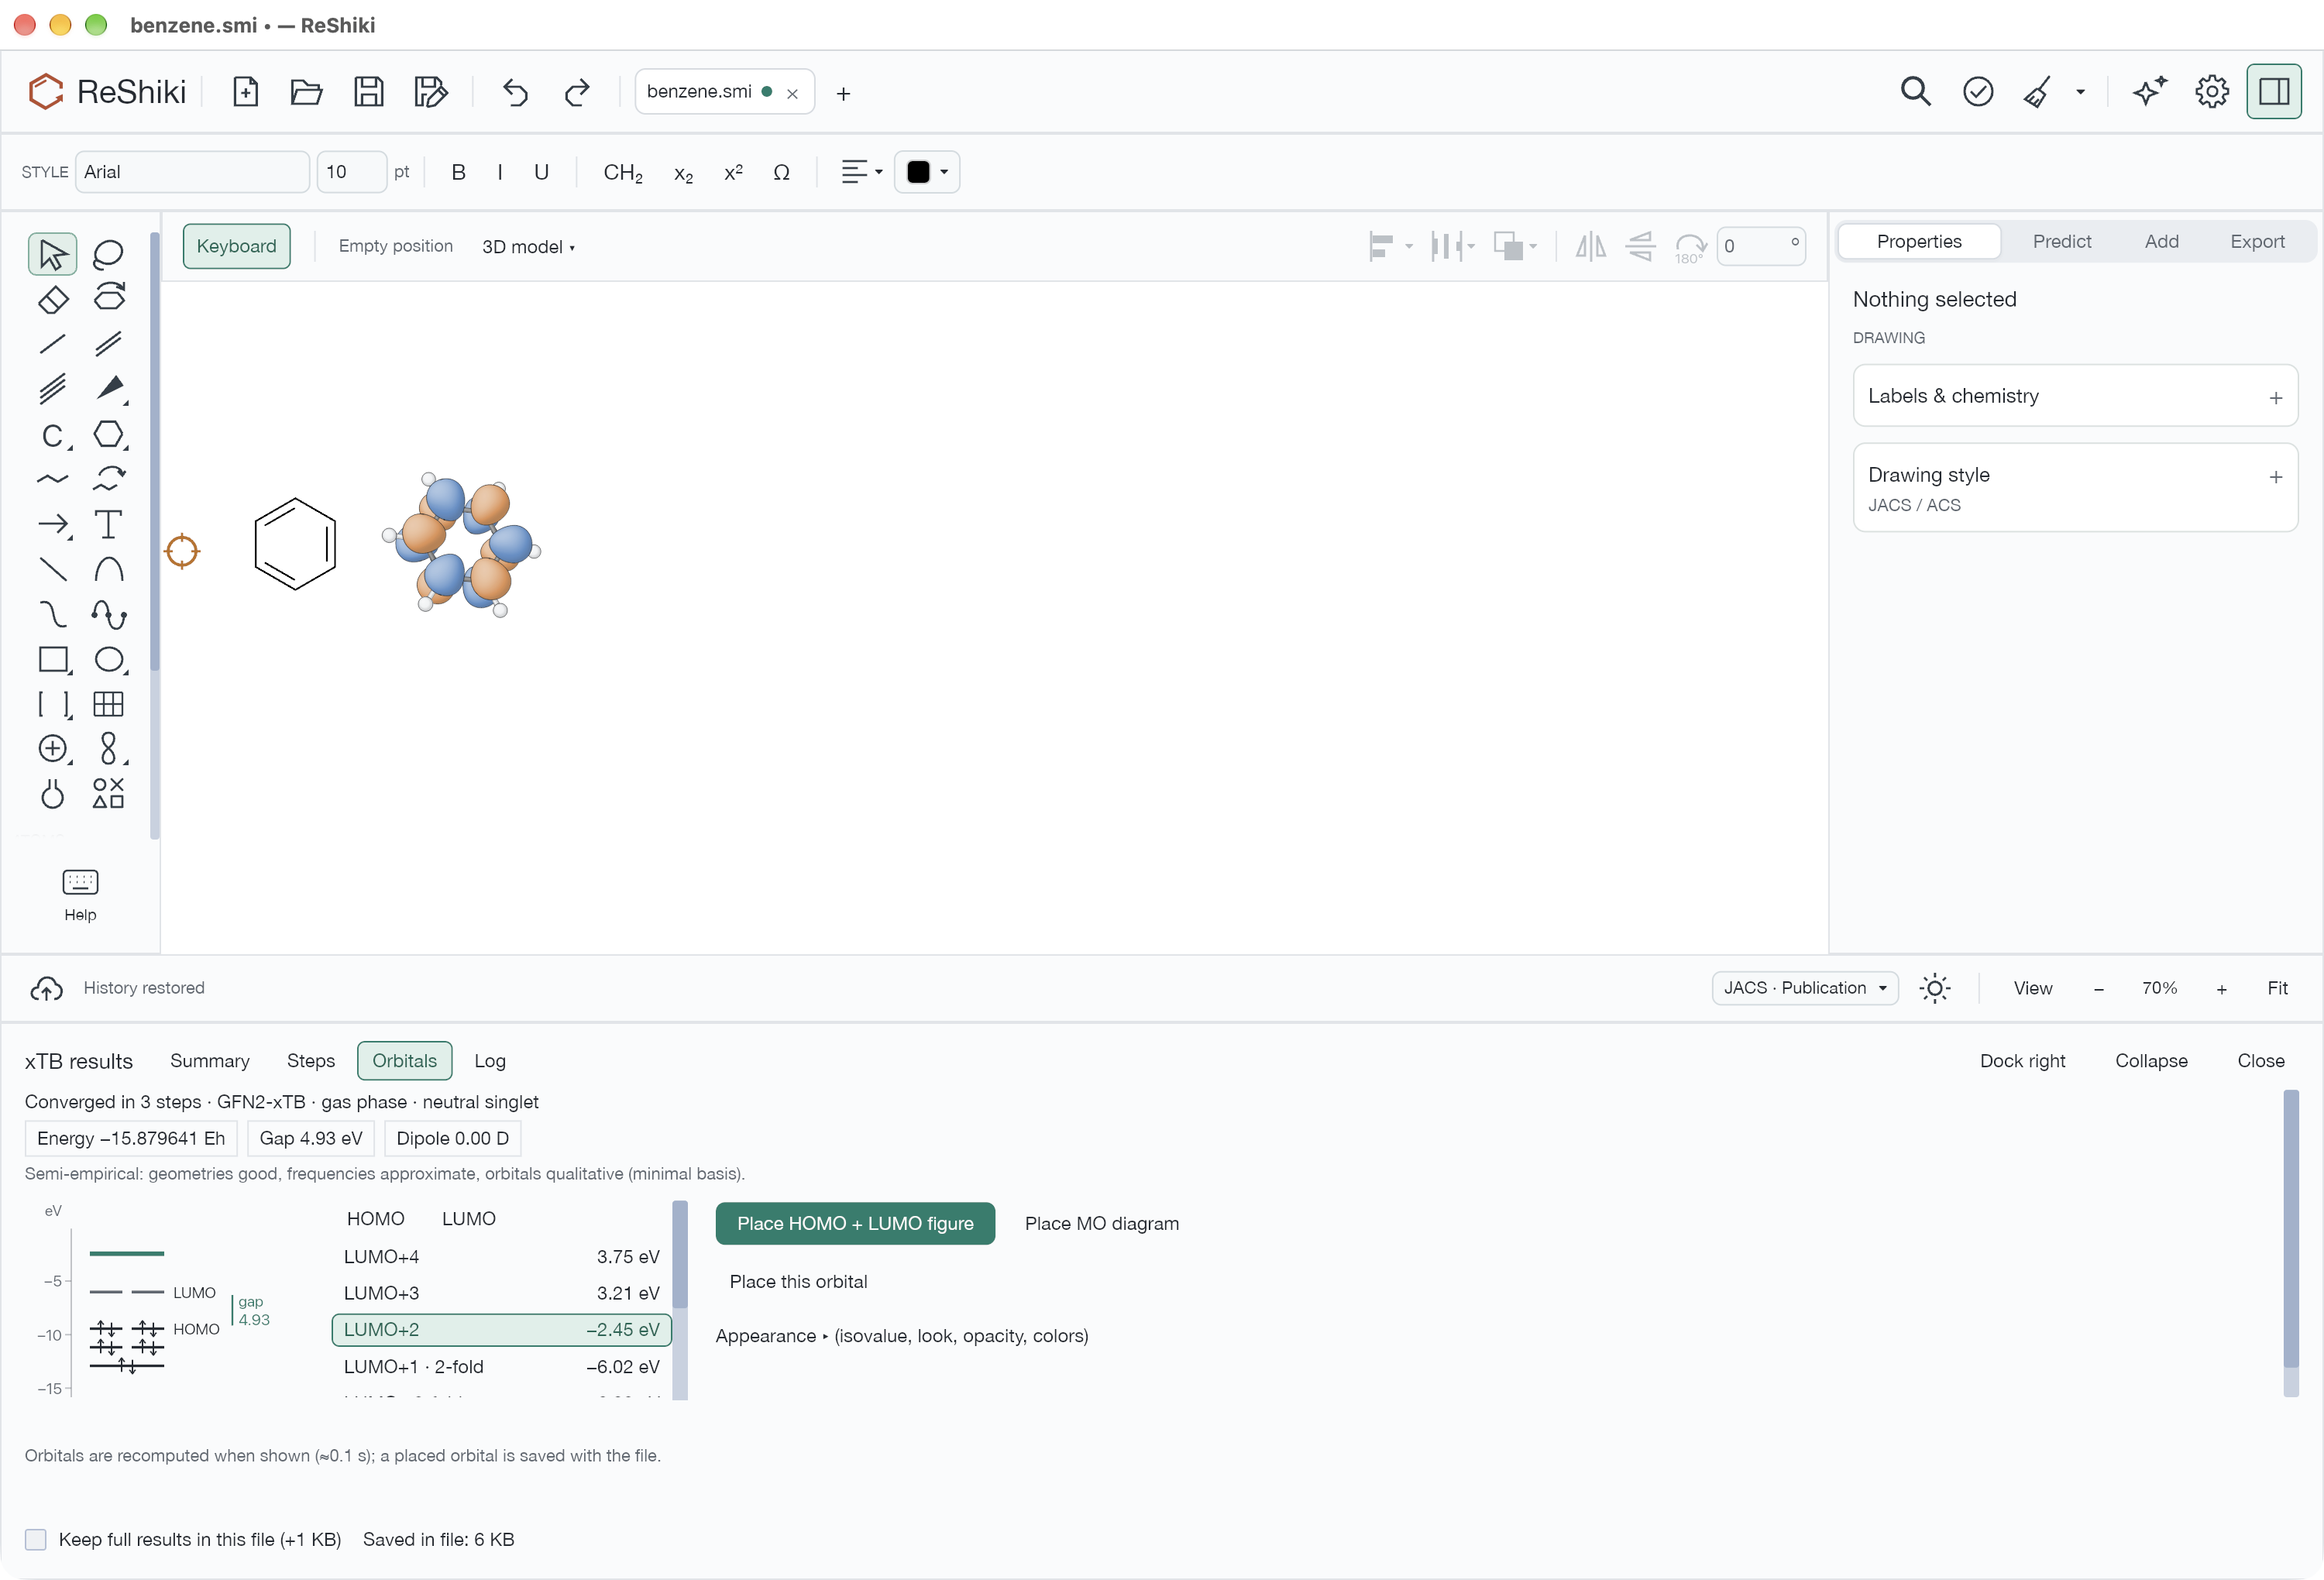 benzene.smi • — ReShiki
ReShiki
benzene.smi
STYLE Arial 10 pt B I U CH₂ x₂ x² Ω
Keyboard Empty position 3D model
180° 0 °
Properties Predict Add Export
Nothing selected
DRAWING
Labels & chemistry +
Drawing style +
JACS / ACS
C
T
Help
History restored
JACS · Publication View − 70% + Fit
xTB results Summary Steps Orbitals Log Dock right Collapse Close
Converged in 3 steps · GFN2-xTB · gas phase · neutral singlet
Energy −15.879641 Eh Gap 4.93 eV Dipole 0.00 D
Semi-empirical: geometries good, frequencies approximate, orbitals qualitative (minimal basis).
eV
−5
−10
−15
LUMO
HOMO
gap
4.93
HOMO LUMO
LUMO+4 3.75 eV
LUMO+3 3.21 eV
LUMO+2 −2.45 eV
LUMO+1 · 2-fold −6.02 eV
Place HOMO + LUMO figure Place MO diagram
Place this orbital
Appearance ‣ (isovalue, look, opacity, colors)
Orbitals are recomputed when shown (≈0.1 s); a placed orbital is saved with the file.
Keep full results in this file (+1 KB) Saved in file: 6 KB